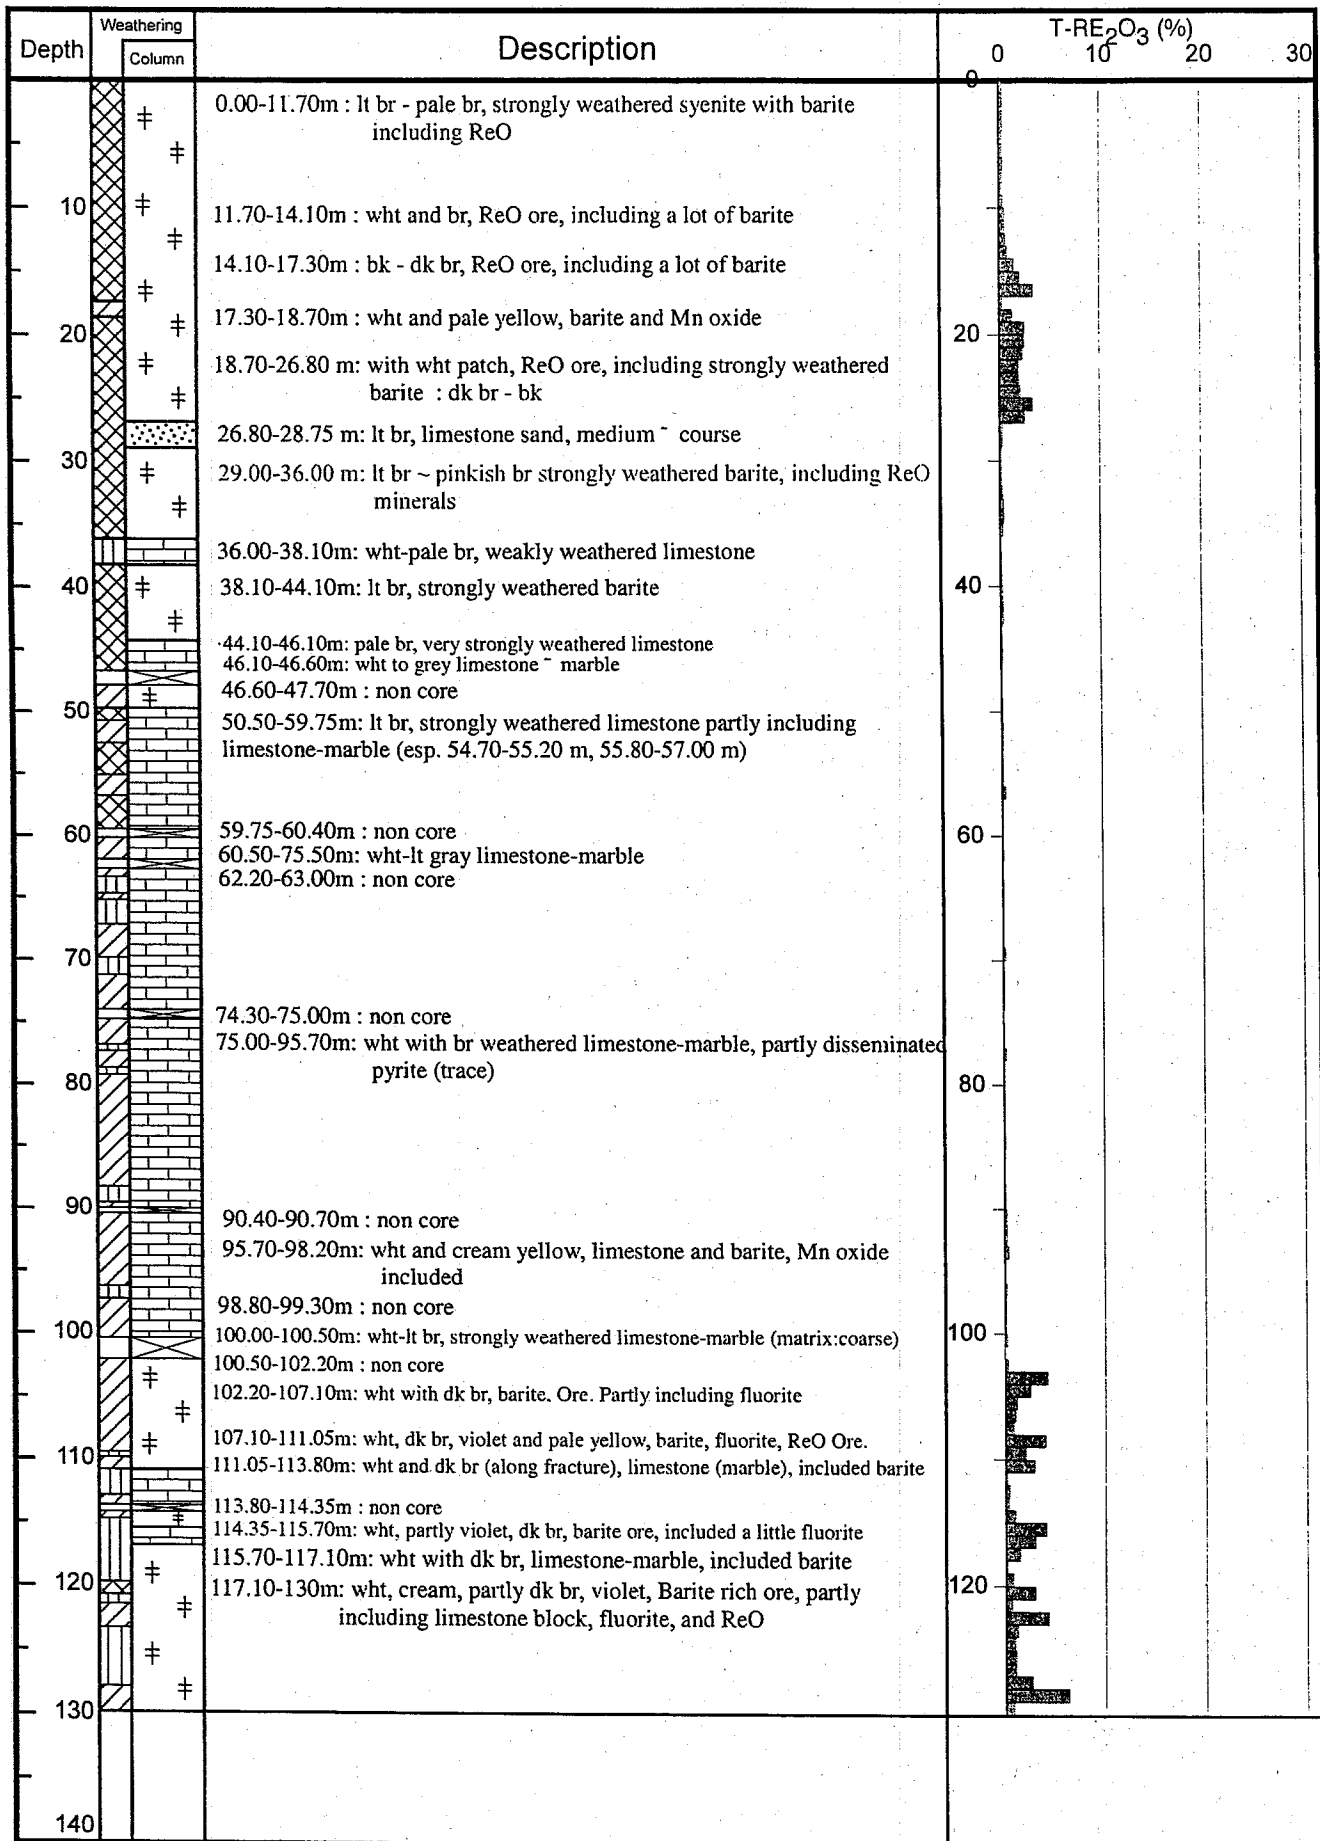 Depth
Weathering
Column
Description
T-RE2O3 (%)
0 10 20 30
0.00-11.70m : lt br - pale br, strongly weathered syenite with barite
including ReO
10
11.70-14.10m : wht and br, ReO ore, including a lot of barite
14.10-17.30m : bk - dk br, ReO ore, including a lot of barite
17.30-18.70m : wht and pale yellow, barite and Mn oxide
20
18.70-26.80 m: with wht patch, ReO ore, including strongly weathered
barite : dk br - bk
26.80-28.75 m: lt br, limestone sand, medium ~ course
30
29.00-36.00 m: lt br ~ pinkish br strongly weathered barite, including ReO
minerals
36.00-38.10m: wht-pale br, weakly weathered limestone
40
38.10-44.10m: lt br, strongly weathered barite
44.10-46.10m: pale br, very strongly weathered limestone
46.10-46.60m: wht to grey limestone ~ marble
46.60-47.70m : non core
50
50.50-59.75m: lt br, strongly weathered limestone partly including
limestone-marble (esp. 54.70-55.20 m, 55.80-57.00 m)
60
59.75-60.40m : non core
60.50-75.50m: wht-lt gray limestone-marble
62.20-63.00m : non core
70
74.30-75.00m : non core
75.00-95.70m: wht with br weathered limestone-marble, partly disseminated
pyrite (trace)
80
90
90.40-90.70m : non core
95.70-98.20m: wht and cream yellow, limestone and barite, Mn oxide
included
98.80-99.30m : non core
100
100.00-100.50m: wht-lt br, strongly weathered limestone-marble (matrix:coarse)
100.50-102.20m : non core
102.20-107.10m: wht with dk br, barite. Ore. Partly including fluorite
107.10-111.05m: wht, dk br, violet and pale yellow, barite, fluorite, ReO Ore.
110
111.05-113.80m: wht and dk br (along fracture), limestone (marble), included barite
113.80-114.35m : non core
114.35-115.70m: wht, partly violet, dk br, barite ore, included a little fluorite
115.70-117.10m: wht with dk br, limestone-marble, included barite
120
117.10-130m: wht, cream, partly dk br, violet, Barite rich ore, partly
including limestone block, fluorite, and ReO
130
140
0
20
40
60
80
100
120